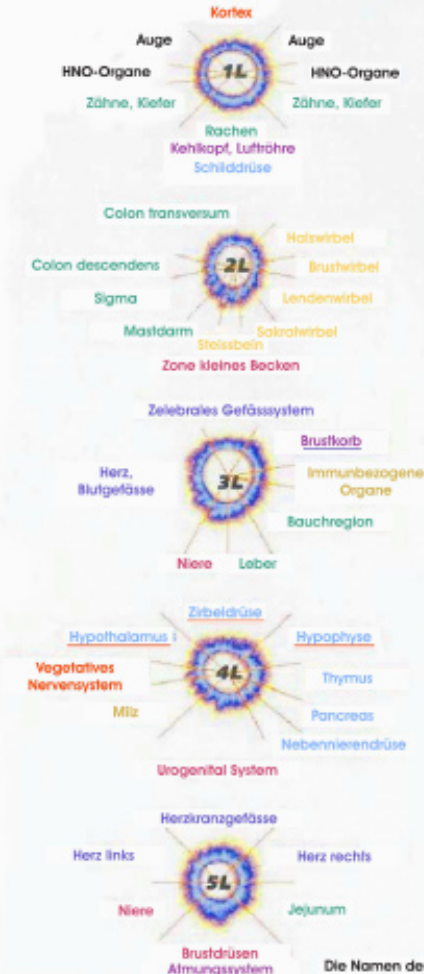 Kortex
Auge Auge
HNO-Organe 1L HNO-Organe
Zähne, Kiefer Zähne, Kiefer
Rachen
Kehlkopf, Luftröhre
Schilddrüse
Colon transversum
Halswirbel
Colon descendens 2L Brustwirbel
Sigma Lendenwirbel
Mastdarm Sakralwirbel
Steissbein
Zone kleines Becken
Zelebrales Gefässsystem
Brustkorb
Herz,
Blutgefässe
3L
Immunbezogene
Organe
Bauchregion
Niere Leber
Zirbeldrüse
Hypothalamus Hypophyse
Vegetatives
Nervensystem
4L
Thymus
Milz Pancreas
Nebennierendrüse
Urogenital System
Herzkranzgefässe
Herz links Herz rechts
5L
Niere Jejunum
Brustdrüsen
Atmungssystem
Die Namen de